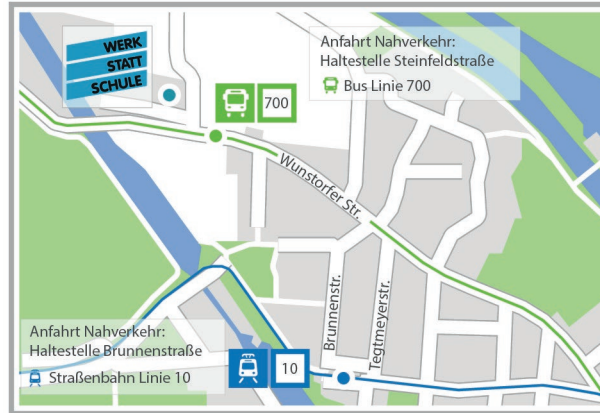 WERK
STATT
SCHULE
Anfahrt Nahverkehr:
Haltestelle Steinfeldstraße
Bus Linie 700
700
Wunstorfer Str.
Brunnenstr.
Tegtmeyerstr.
Anfahrt Nahverkehr:
Haltestelle Brunnenstraße
Straßenbahn Linie 10
10